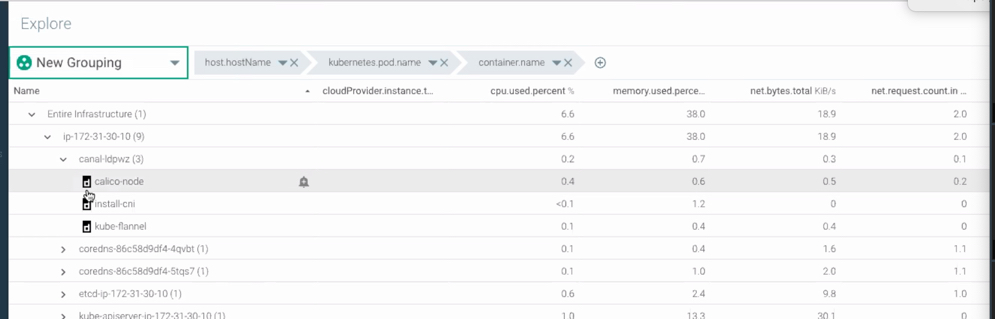 Explore
New Grouping host.hostName kubernetes.pod.name container.name
Name cloudProvider.instance.t... cpu.used.percent % memory.used.perce... net.bytes.total KiB/s net.request.count.in ...
Entire Infrastructure (1) 6.6 38.0 18.9 2.0
ip-172-31-30-10 (9) 6.6 38.0 18.9 2.0
canal-ldpwz (3) 0.2 0.7 0.3 0.1
calico-node 0.4 0.6 0.5 0.2
install-cni <0.1 1.2 0 0
kube-flannel 0.1 0.4 0.4 0
coredns-86c58d9df4-4qvbt (1) 0.1 0.4 1.6 1.1
coredns-86c58d9df4-5tqs7 (1) 0.1 1.0 2.0 1.1
etcd-ip-172-31-30-10 (1) 0.6 2.4 9.8 1.0
kube-apiserver-ip-172-31-30-10 (1) 1.0 13.3 30.1 0